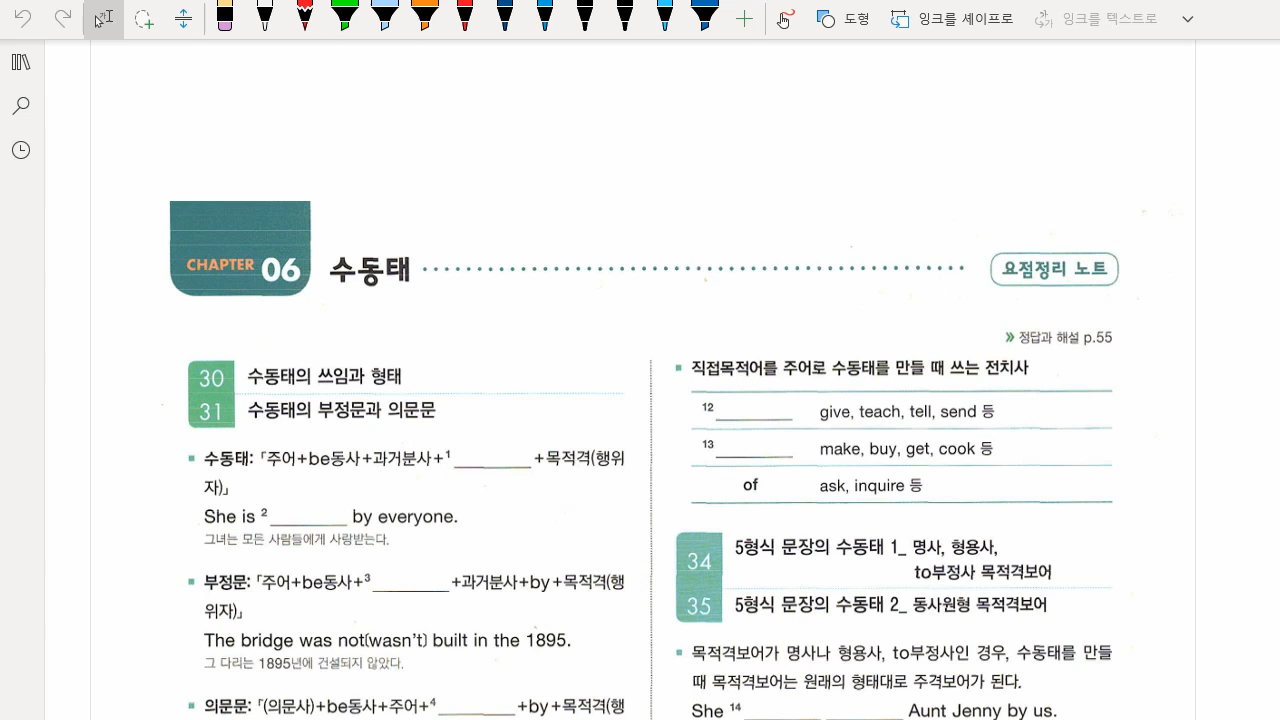 도형
잉크를 셰이프로
잉크를 텍스트로
CHAPTER 06 수동태
요점정리 노트
» 정답과 해설 p.55
30 수동태의 쓰임과 형태
31 수동태의 부정문과 의문문
▪ 수동태: 「주어+be동사+과거분사+¹ ________ +목적격(행위
자)」
She is ² ________ by everyone.
그녀는 모든 사람들에게 사랑받는다.
▪ 부정문: 「주어+be동사+³ ________ +과거분사+by+목적격(행
위자)」
The bridge was not(wasn't) built in the 1895.
그 다리는 1895년에 건설되지 않았다.
▪ 의문문: 「(의문사)+be동사+주어+⁴ ________ +by+목적격(행
▪ 직접목적어를 주어로 수동태를 만들 때 쓰는 전치사
¹² ________ give, teach, tell, send 등
¹³ ________ make, buy, get, cook 등
of ask, inquire 등
34 5형식 문장의 수동태 1_ 명사, 형용사,
to부정사 목적격보어
35 5형식 문장의 수동태 2_ 동사원형 목적격보어
▪ 목적격보어가 명사나 형용사, to부정사인 경우, 수동태를 만들
때 목적격보어는 원래의 형태대로 주격보어가 된다.
She ¹⁴ ________ ________ Aunt Jenny by us.